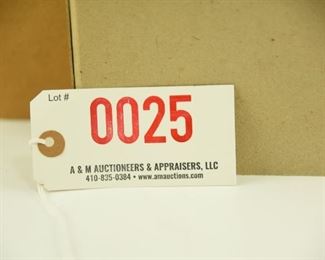 Lot #
0025
A & M AUCTIONEERS & APPRAISERS, LLC
410-835-0384 • www.amauctions.com